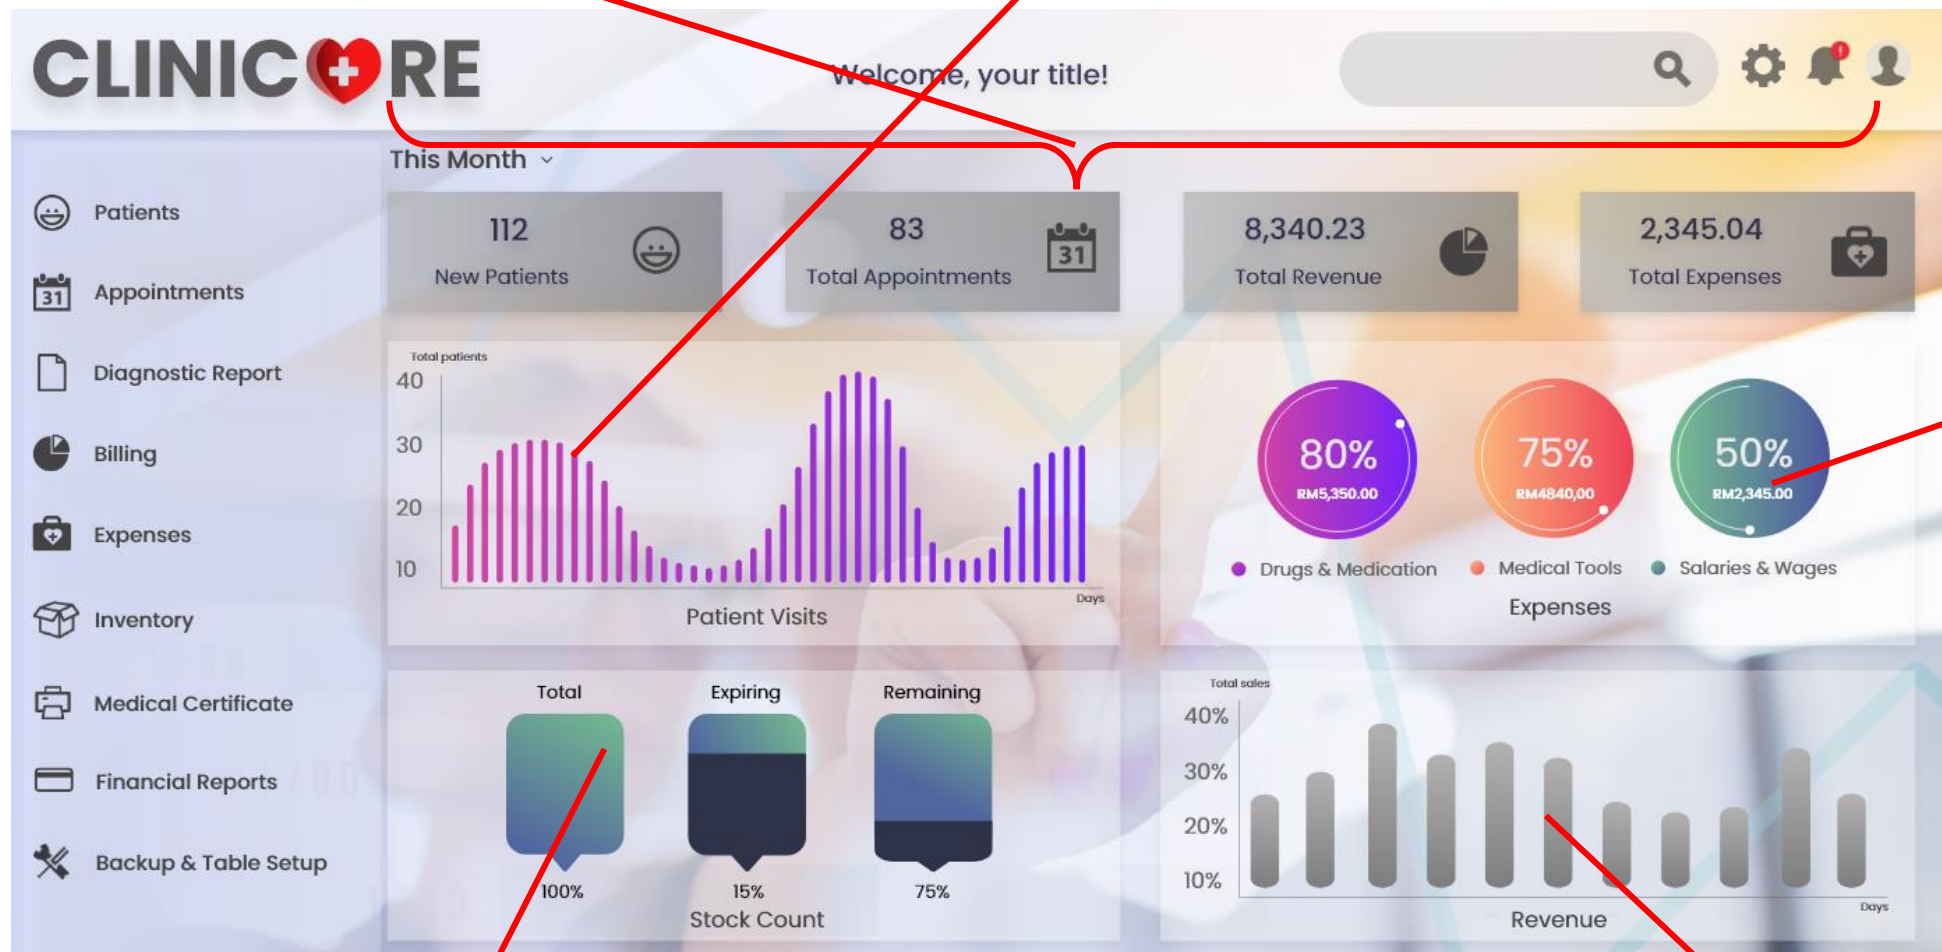 CLINIC RE
Welcome, your title!
This Month
Patients
Appointments
Diagnostic Report
Billing
Expenses
Inventory
Medical Certificate
Financial Reports
Backup & Table Setup
31
112
New Patients
83
Total Appointments
31
8,340.23
Total Revenue
2,345.04
Total Expenses
Total patients
40
30
20
10
Days
Patient Visits
80%
RM5,350.00
75%
RM4840,00
50%
RM2,345.00
Drugs & Medication
Medical Tools
Salaries & Wages
Expenses
Total
Expiring
Remaining
100%
15%
75%
Stock Count
Total sales
40%
30%
20%
10%
Days
Revenue